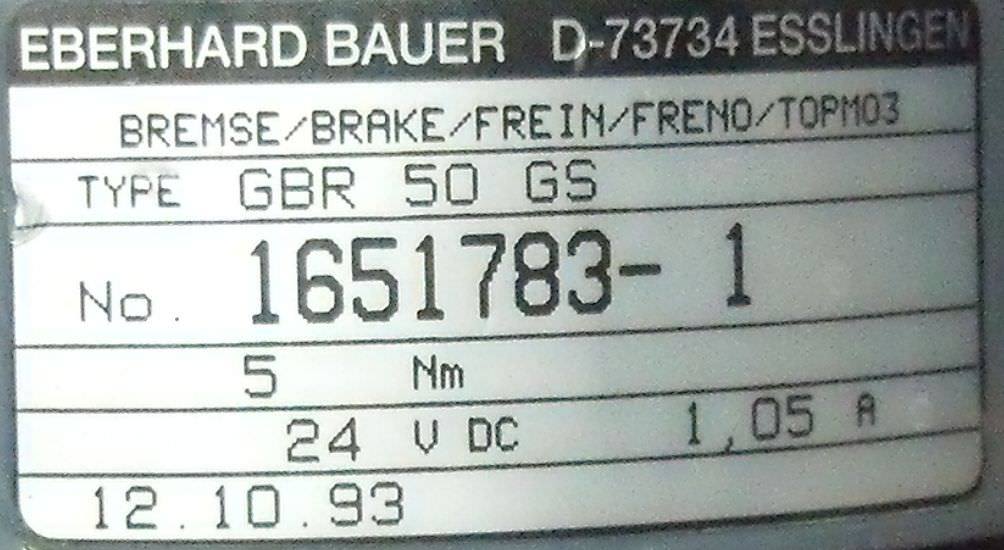 EBERHARD BAUER D-73734 ESSLINGEN
BREMSE/BRAKE/FREIN/FRENO/TOPMO3
TYPE GBR 50 GS
No. 1651783- 1
5 Nm
24 V DC 1,05 A
12.10.93